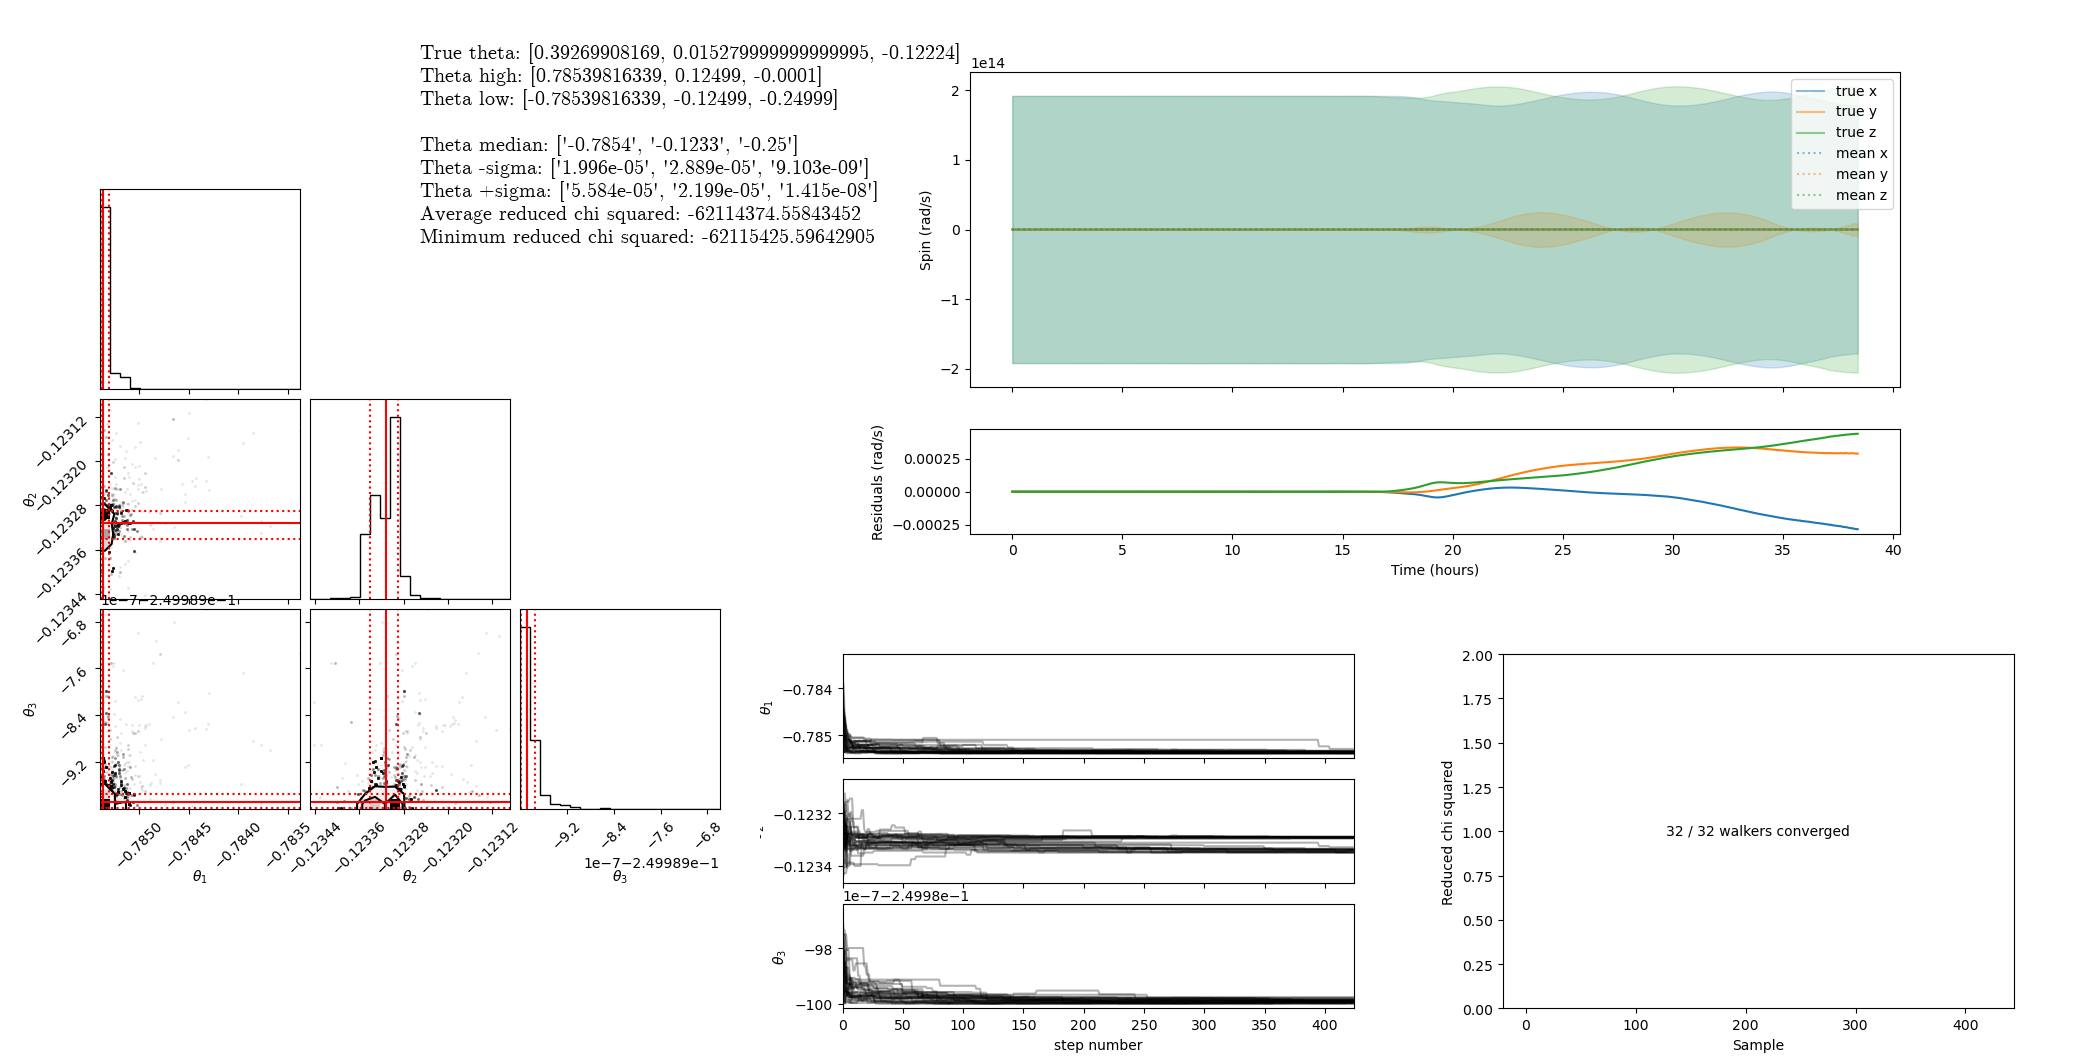 True theta: [0.39269908169, 0.015279999999999995, -0.12224]
Theta high: [0.78539816339, 0.12499, -0.0001]
Theta low: [-0.78539816339, -0.12499, -0.24999]
Theta median: ['-0.7854', '-0.1233', '-0.25']
Theta -sigma: ['1.996e-05', '2.889e-05', '9.103e-09']
Theta +sigma: ['5.584e-05', '2.199e-05', '1.415e-08']
Average reduced chi squared: -62114374.55843452
Minimum reduced chi squared: -62115425.59642905
1e14
2
1
0
−1
−2
Spin (rad/s)
true x
true y
true z
mean x
mean y
mean z
0.00025
0.00000
−0.00025
Residuals (rad/s)
0 5 10 15 20 25 30 35 40
Time (hours)
−0.12312
−0.12320
−0.12328
−0.12336
−0.12344
θ2
1e−7−2.49989e−1
−6.8
−7.6
−8.4
−9.2
θ3
−0.7850 −0.7845 −0.7840 −0.7835
θ1
−0.12344 −0.12336 −0.12328 −0.12320 −0.12312
θ2
−9.2 −8.4 −7.6 −6.8
1e−7−2.49989e−1
θ3
−0.784
−0.785
θ1
−0.1232
−0.1234
1e−7−2.4998e−1
−98
−100
θ3
0 50 100 150 200 250 300 350 400
step number
2.00
1.75
1.50
1.25
1.00
0.75
0.50
0.25
0.00
Reduced chi squared
32 / 32 walkers converged
0 100 200 300 400
Sample